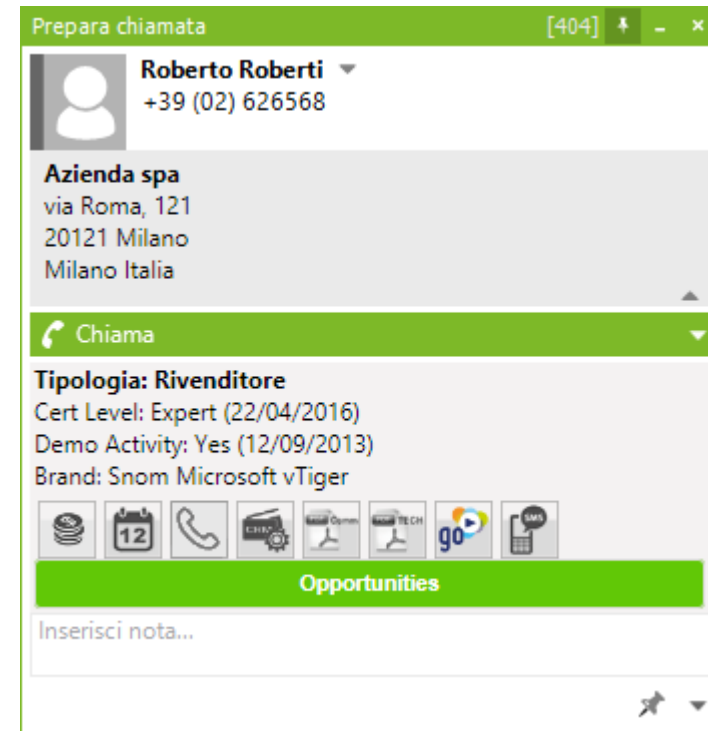 Prepara chiamata [404]
Roberto Roberti
+39 (02) 626568
Azienda spa
via Roma, 121
20121 Milano
Milano Italia
Chiama
Tipologia: Rivenditore
Cert Level: Expert (22/04/2016)
Demo Activity: Yes (12/09/2013)
Brand: Snom Microsoft vTiger
12 CRM Comm TECH go SMS
Opportunities
Inserisci nota...